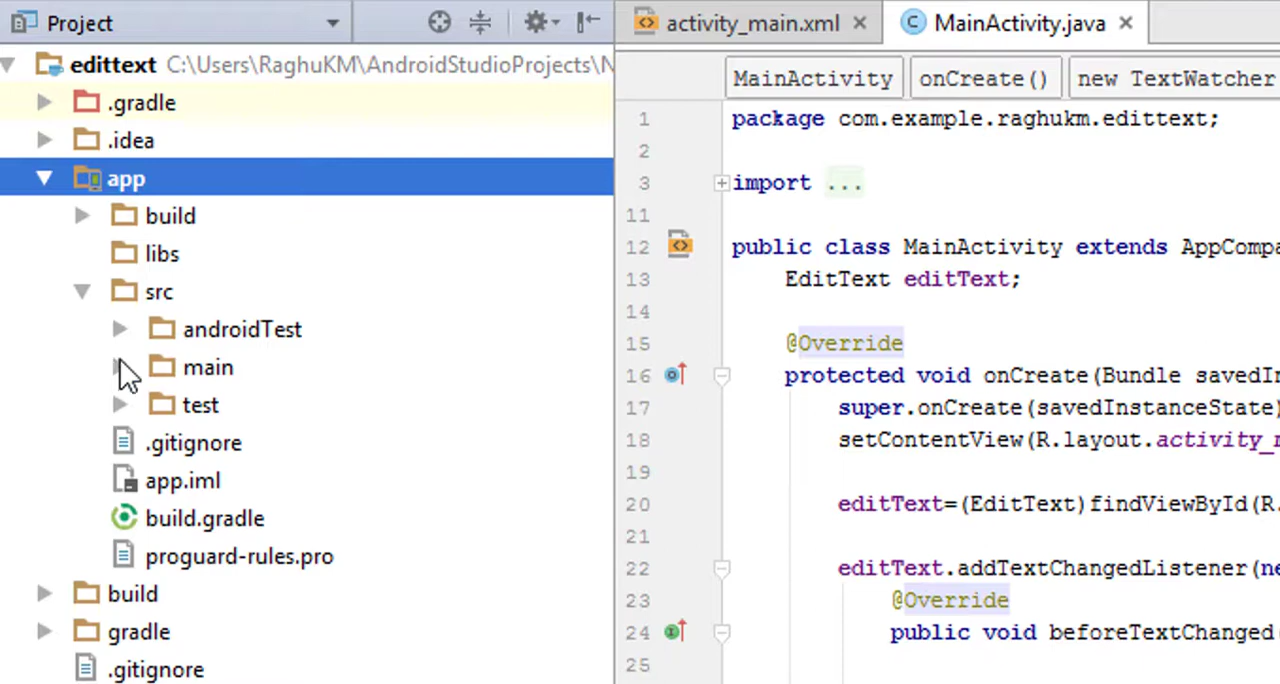 Project
edittext C:\Users\RaghuKM\AndroidStudioProjects\N
.gradle
.idea
app
build
libs
src
androidTest
main
test
.gitignore
app.iml
build.gradle
proguard-rules.pro
build
gradle
.gitignore
activity_main.xml
MainActivity.java
MainActivity onCreate() new TextWatcher
1 package com.example.raghukm.edittext;
2
3 import ...
11
12 public class MainActivity extends AppCompa
13 EditText editText;
14
15 @Override
16 protected void onCreate(Bundle savedIn
17 super.onCreate(savedInstanceState)
18 setContentView(R.layout.activity_m
19
20 editText=(EditText)findViewById(R.
21
22 editText.addTextChangedListener(ne
23 @Override
24 public void beforeTextChanged(
25